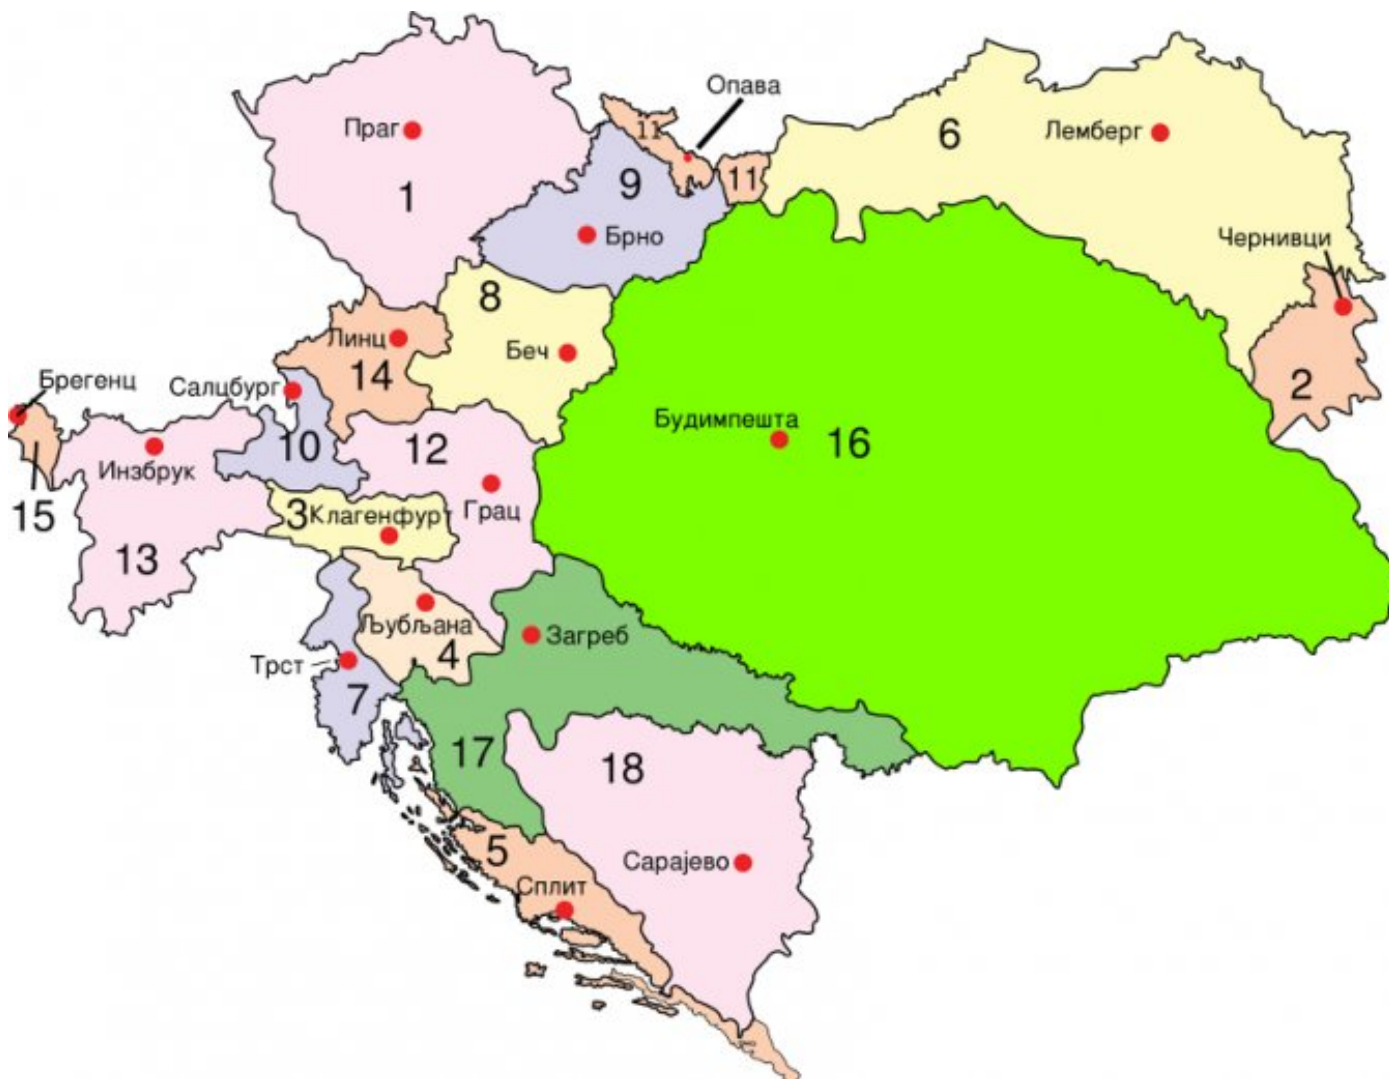 Опава
Праг
11
6
Лемберг
1
9
11
Брно
Чернивци
8
Линц
Беч
14
2
Брегенц
Салцбург
Будимпешта
16
10
12
Инзбрук
15
3
Клагенфурт
Грац
13
Љубљана
Загреб
4
Трст
7
17
18
5
Сарајево
Сплит